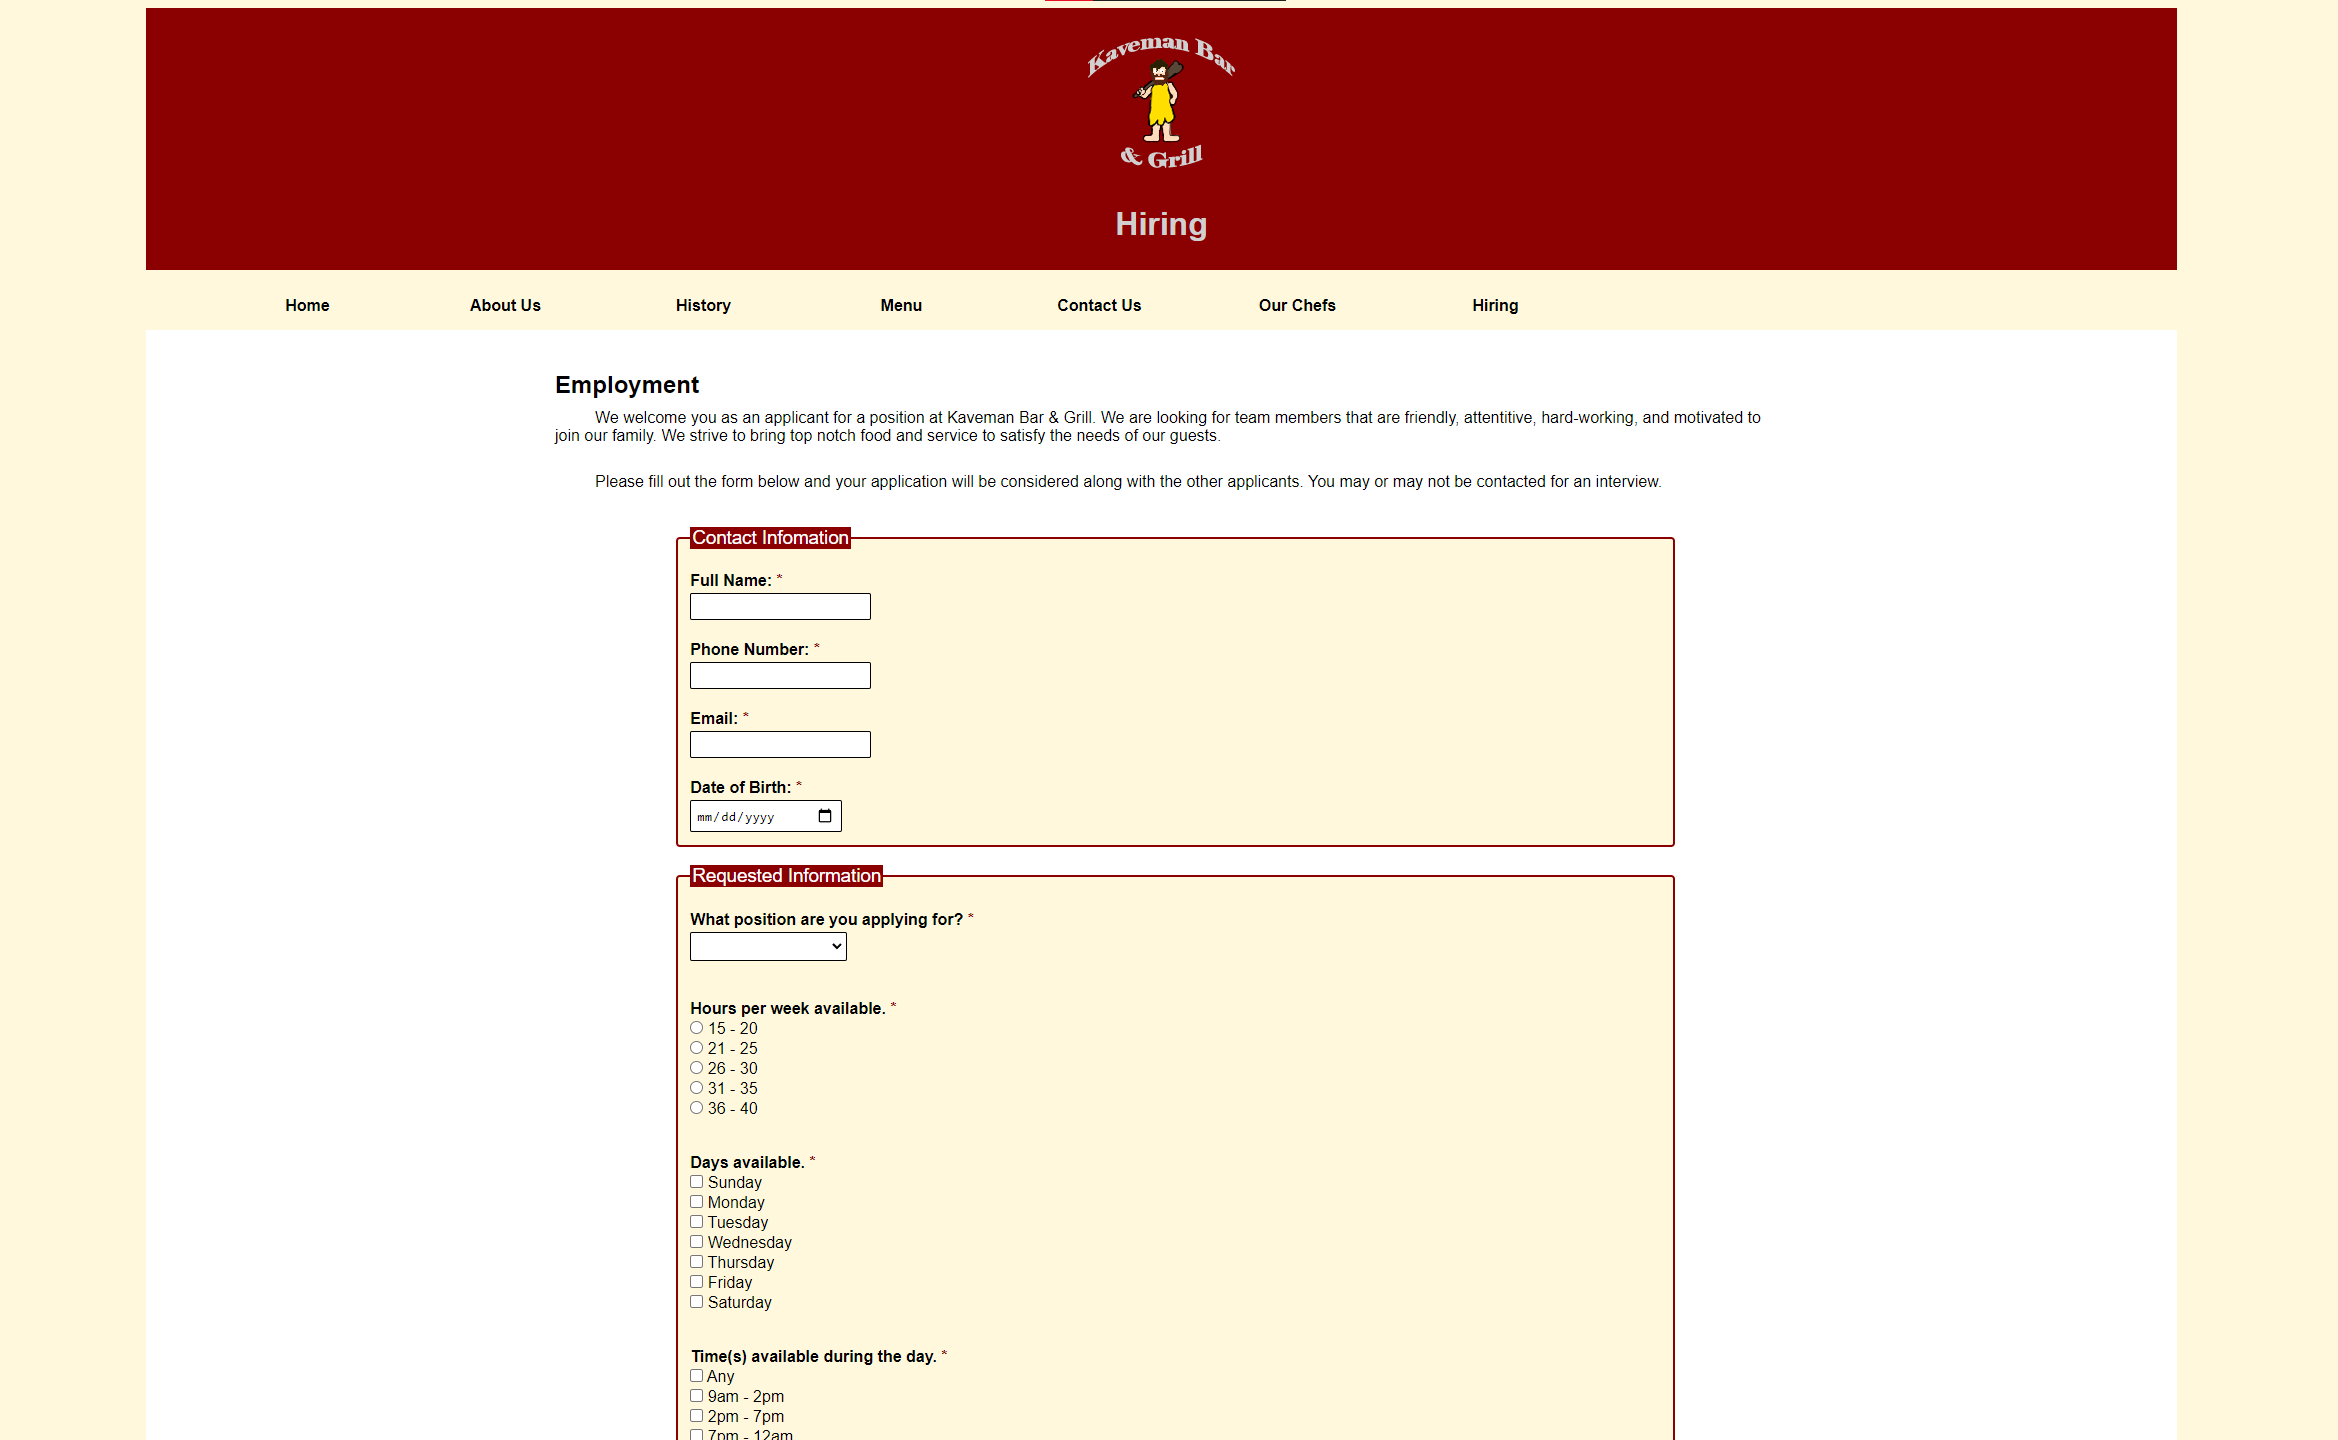 Kaveman Bar
& Grill
Hiring
Home About Us History Menu Contact Us Our Chefs Hiring
Employment
We welcome you as an applicant for a position at Kaveman Bar & Grill. We are looking for team members that are friendly, attentitive, hard-working, and motivated to
join our family. We strive to bring top notch food and service to satisfy the needs of our guests.
Please fill out the form below and your application will be considered along with the other applicants. You may or may not be contacted for an interview.
Contact Infomation
Full Name: *
Phone Number: *
Email: *
Date of Birth: *
mm/dd/yyyy
Requested Information
What position are you applying for? *
Hours per week available. *
15 - 20
21 - 25
26 - 30
31 - 35
36 - 40
Days available. *
Sunday
Monday
Tuesday
Wednesday
Thursday
Friday
Saturday
Time(s) available during the day. *
Any
9am - 2pm
2pm - 7pm
7pm - 12am